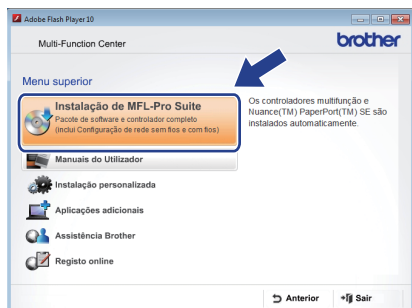 Adobe Flash Player 10
Multi-Function Center
brother
Menu superior
Instalação de MFL-Pro Suite
Pacote de software e controlador completo
(inclui Configuração de rede sem fios e com fios)
Os controladores multifunção e
Nuance(TM) PaperPort(TM) SE são
instalados automaticamente.
Manuais do Utilizador
Instalação personalizada
Aplicações adicionais
Assistência Brother
Registo online
Anterior
Sair